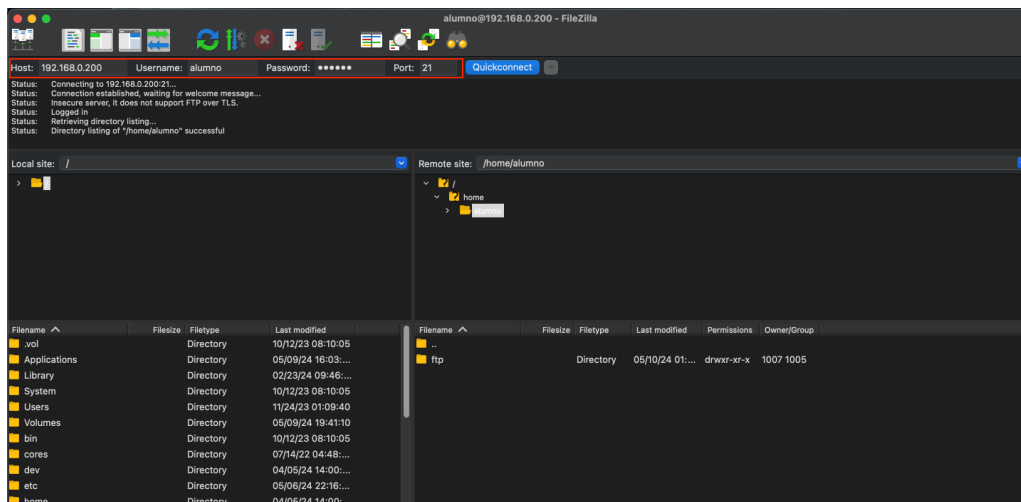 alumno@192.168.0.200 - FileZilla
Host: 192.168.0.200 Username: alumno Password: ●●●●●● Port: 21 Quickconnect
Status: Connecting to 192.168.0.200:21...
Status: Connection established, waiting for welcome message...
Status: Insecure server, it does not support FTP over TLS.
Status: Logged in
Status: Retrieving directory listing...
Status: Directory listing of "/home/alumno" successful
Local site: / Remote site: /home/alumno
/ /
home
alumno
Filename Filesize Filetype Last modified Filename Filesize Filetype Last modified Permissions Owner/Group
.vol Directory 10/12/23 08:10:05 ..
Applications Directory 05/09/24 16:03:... ftp Directory 05/10/24 01:... drwxr-xr-x 1007 1005
Library Directory 02/23/24 09:46:...
System Directory 10/12/23 08:10:05
Users Directory 11/24/23 01:09:40
Volumes Directory 05/09/24 19:41:10
bin Directory 10/12/23 08:10:05
cores Directory 07/14/22 04:48:...
dev Directory 04/05/24 14:00:...
etc Directory 05/06/24 22:16:...
home Directory 04/05/24 14:00:...